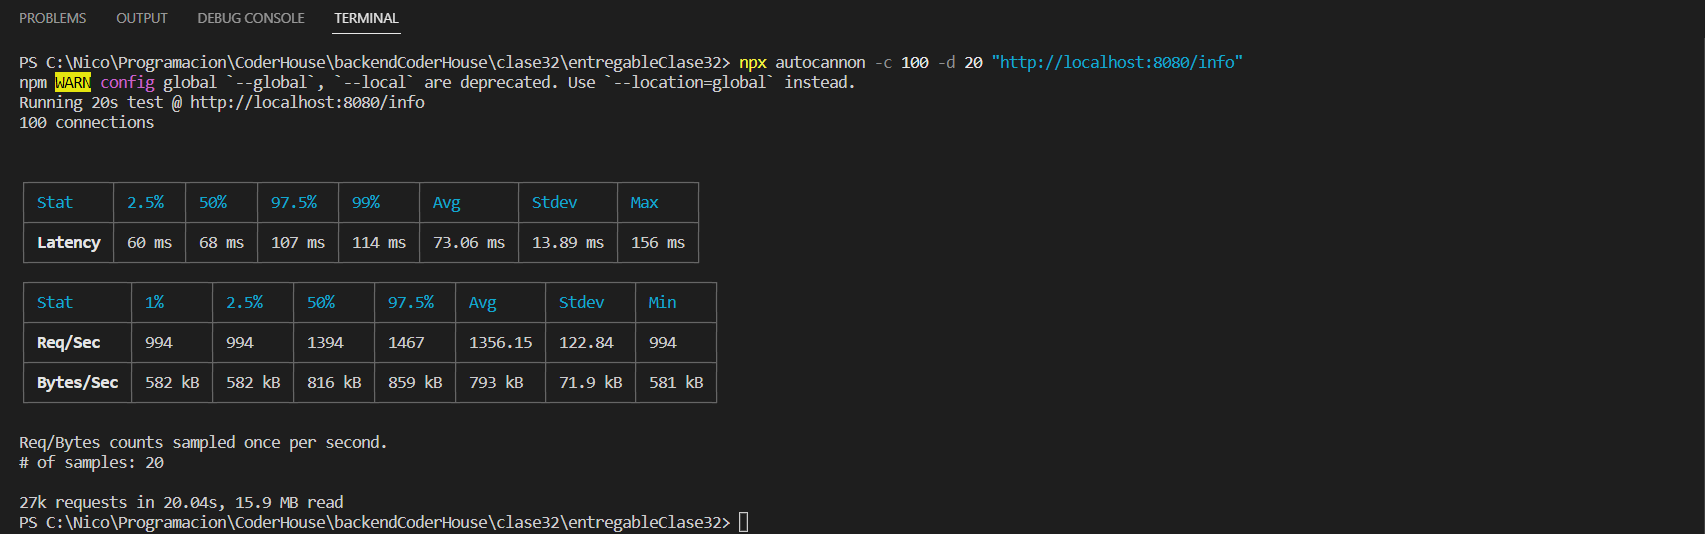 PROBLEMS OUTPUT DEBUG CONSOLE TERMINAL
PS C:\Nico\Programacion\CoderHouse\backendCoderHouse\clase32\entregableClase32> npx autocannon -c 100 -d 20 "http://localhost:8080/info"
npm WARN config global `--global`, `--local` are deprecated. Use `--location=global` instead.
Running 20s test @ http://localhost:8080/info
100 connections
Stat 2.5% 50% 97.5% 99% Avg Stdev Max
Latency 60 ms 68 ms 107 ms 114 ms 73.06 ms 13.89 ms 156 ms
Stat 1% 2.5% 50% 97.5% Avg Stdev Min
Req/Sec 994 994 1394 1467 1356.15 122.84 994
Bytes/Sec 582 kB 582 kB 816 kB 859 kB 793 kB 71.9 kB 581 kB
Req/Bytes counts sampled once per second.
# of samples: 20
27k requests in 20.04s, 15.9 MB read
PS C:\Nico\Programacion\CoderHouse\backendCoderHouse\clase32\entregableClase32>